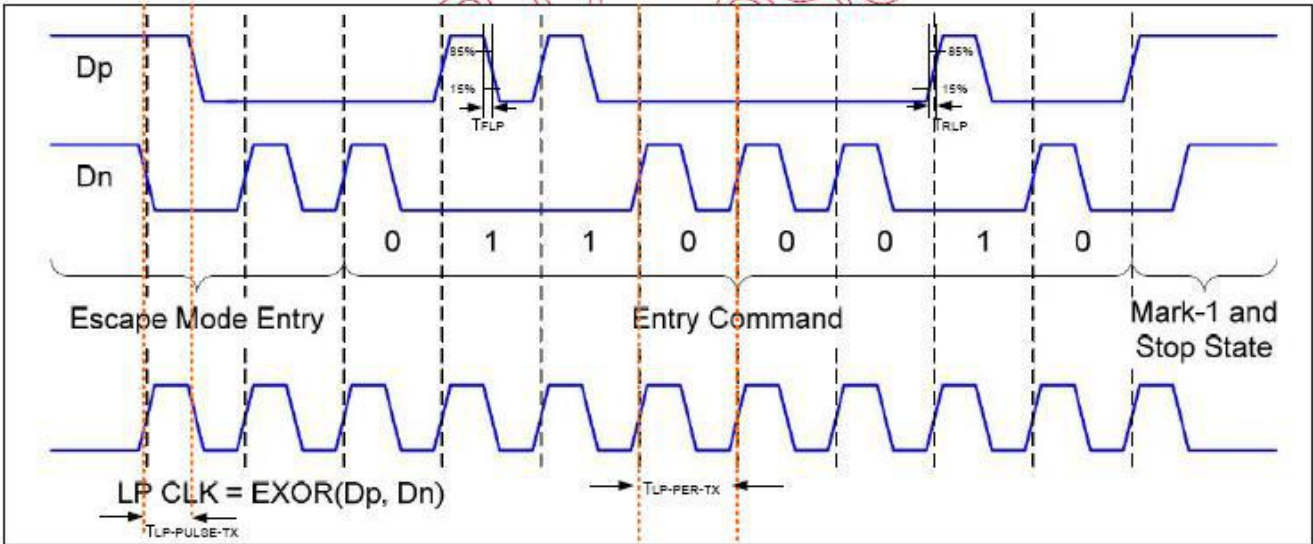 Dp
85%
15%
TFLP
85%
15%
TRLP
Dn
0 1 1 0 0 0 1 0
Escape Mode Entry
Entry Command
Mark-1 and
Stop State
LP CLK = EXOR(Dp, Dn)
TLP-PER-TX
TLP-PULSE-TX